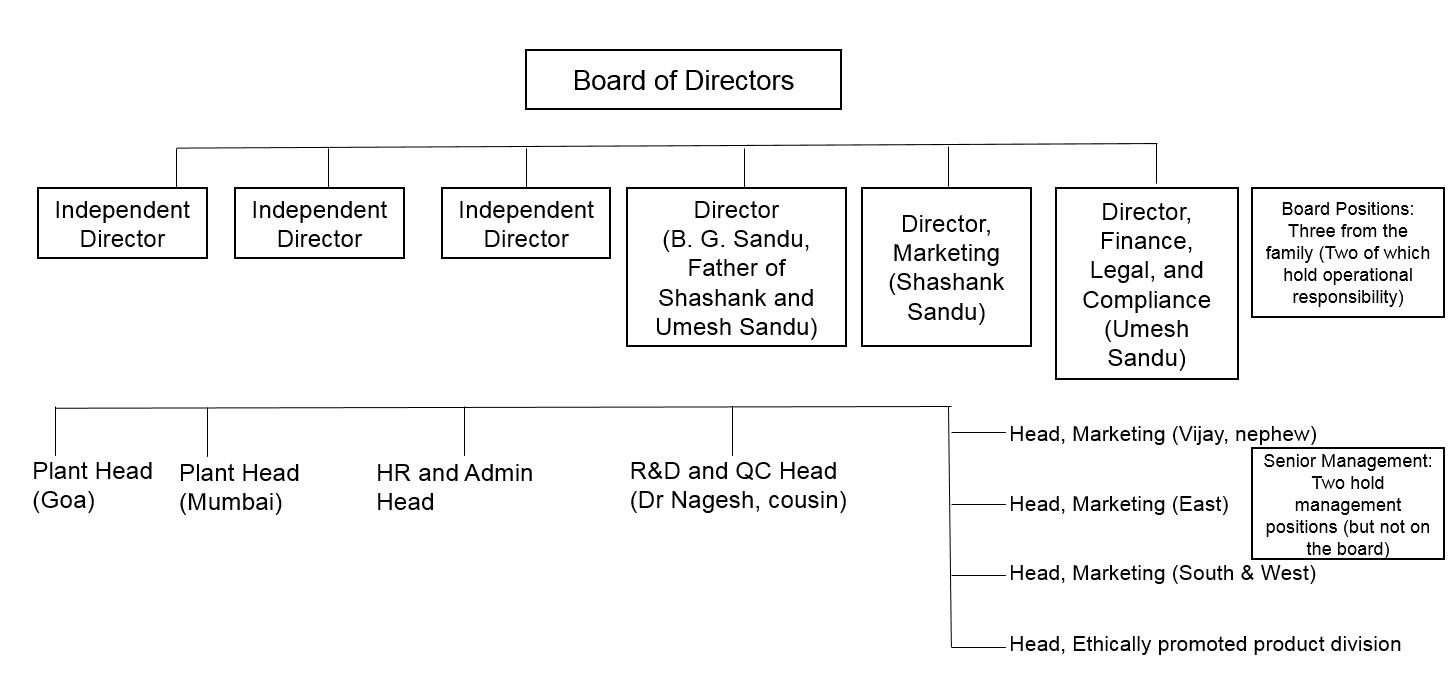 Board of Directors
Independent
Director
Independent
Director
Independent
Director
Director
(B. G. Sandu,
Father of
Shashank and
Umesh Sandu)
Director,
Marketing
(Shashank
Sandu)
Director,
Finance,
Legal, and
Compliance
(Umesh
Sandu)
Board Positions:
Three from the
family (Two of which
hold operational
responsibility)
Plant Head
(Goa)
Plant Head
(Mumbai)
HR and Admin
Head
R&D and QC Head
(Dr Nagesh, cousin)
Head, Marketing (Vijay, nephew)
Head, Marketing (East)
Head, Marketing (South & West)
Head, Ethically promoted product division
Senior Management:
Two hold
management
positions (but not on
the board)